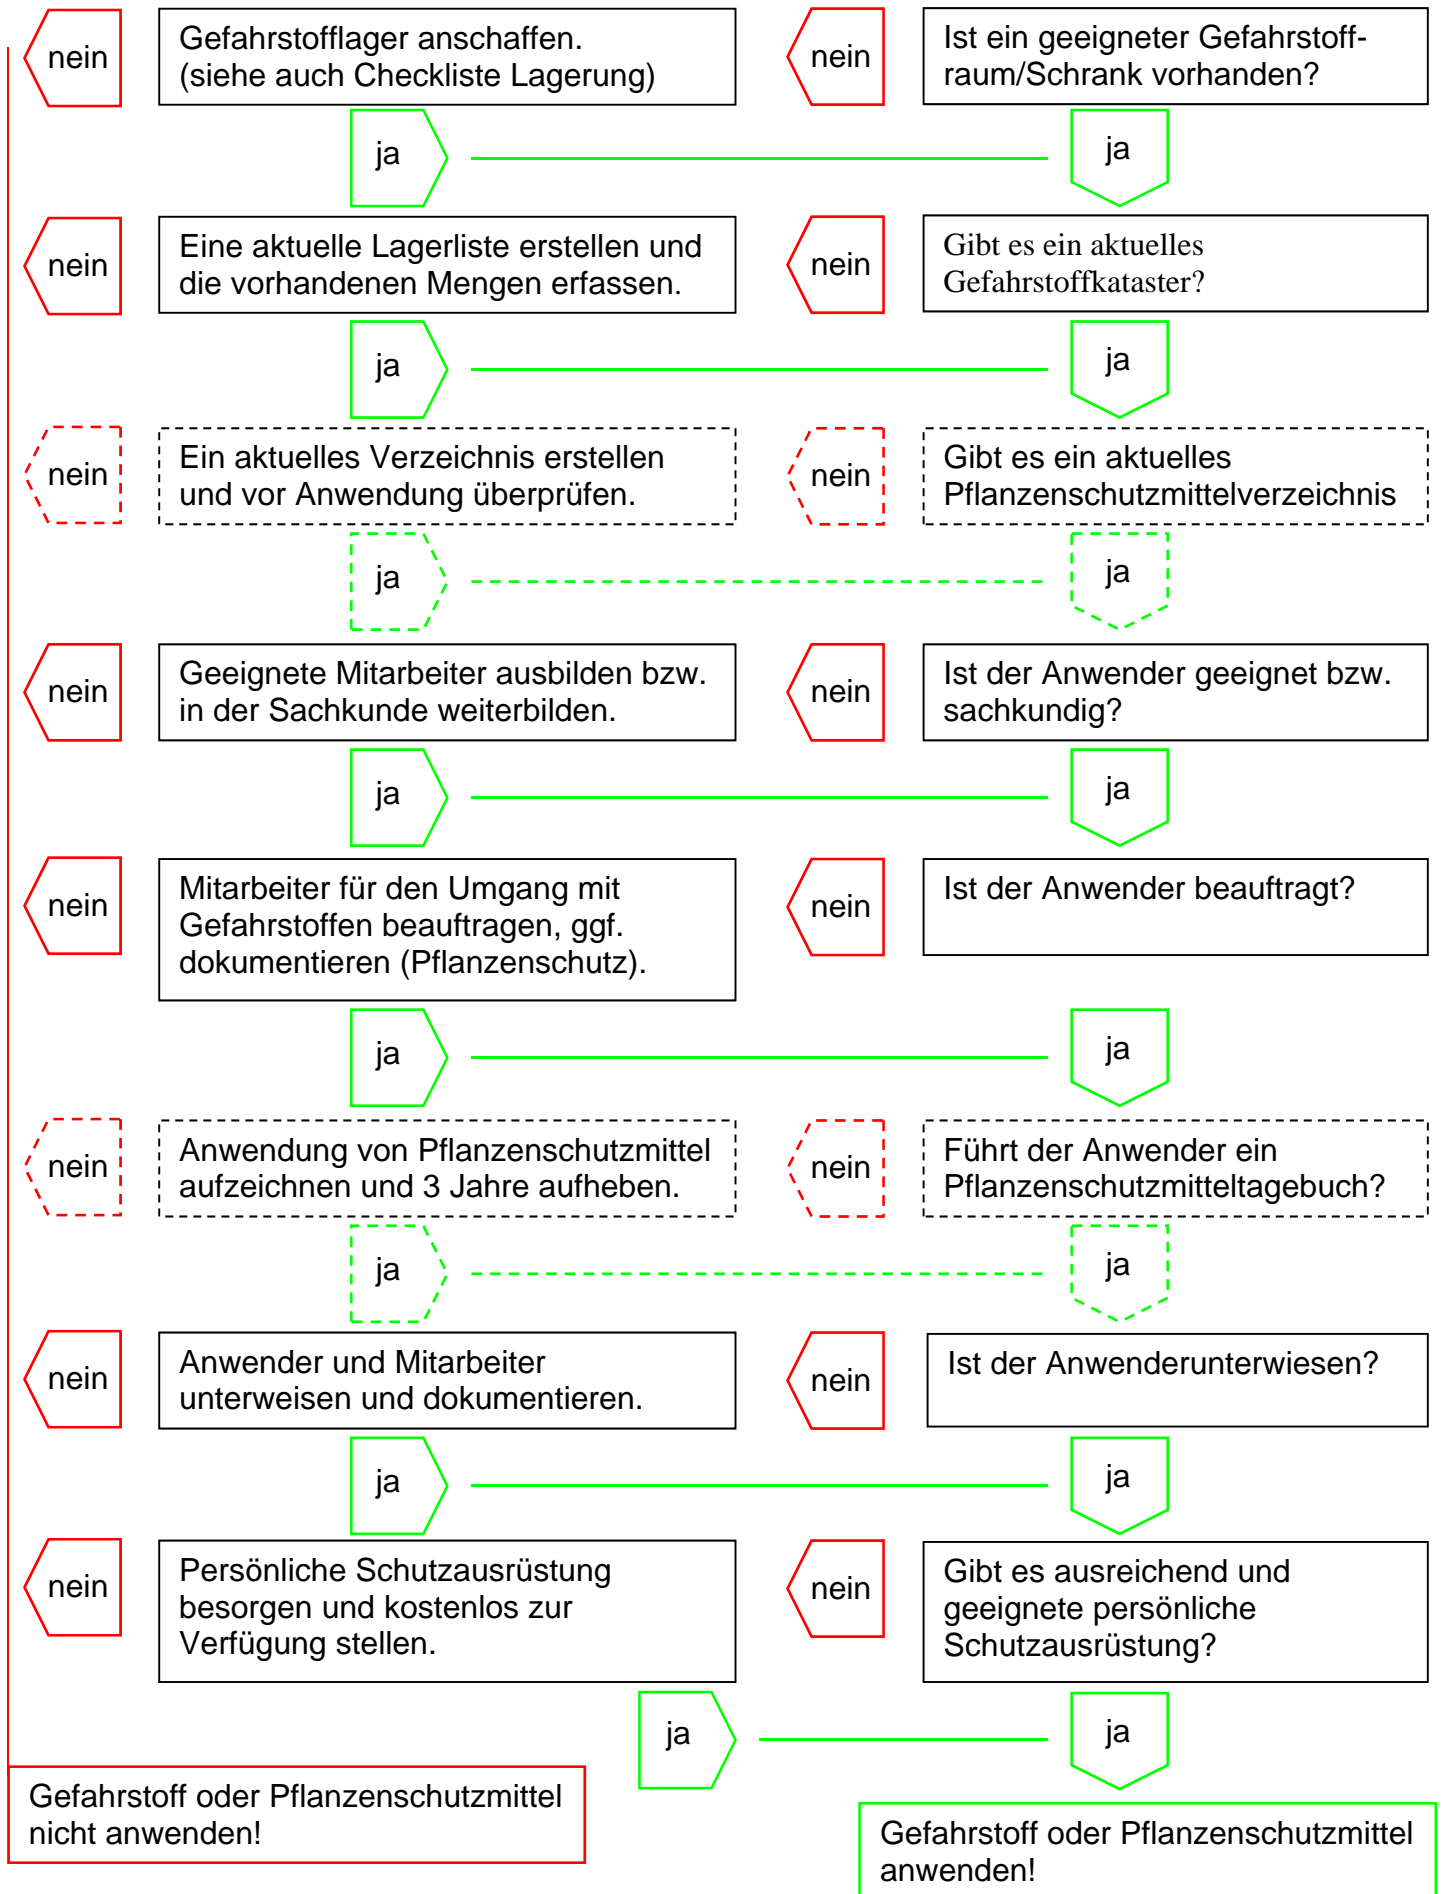 nein
Gefahrstofflager anschaffen.
(siehe auch Checkliste Lagerung)
nein
Ist ein geeigneter Gefahrstoff-
raum/Schrank vorhanden?
ja
ja
nein
Eine aktuelle Lagerliste erstellen und
die vorhandenen Mengen erfassen.
nein
Gibt es ein aktuelles
Gefahrstoffkataster?
ja
ja
nein
Ein aktuelles Verzeichnis erstellen
und vor Anwendung überprüfen.
nein
Gibt es ein aktuelles
Pflanzenschutzmittelverzeichnis
ja
ja
nein
Geeignete Mitarbeiter ausbilden bzw.
in der Sachkunde weiterbilden.
nein
Ist der Anwender geeignet bzw.
sachkundig?
ja
ja
nein
Mitarbeiter für den Umgang mit
Gefahrstoffen beauftragen, ggf.
dokumentieren (Pflanzenschutz).
nein
Ist der Anwender beauftragt?
ja
ja
nein
Anwendung von Pflanzenschutzmittel
aufzeichnen und 3 Jahre aufheben.
nein
Führt der Anwender ein
Pflanzenschutzmitteltagebuch?
ja
ja
nein
Anwender und Mitarbeiter
unterweisen und dokumentieren.
nein
Ist der Anwenderunterwiesen?
ja
ja
nein
Persönliche Schutzausrüstung
besorgen und kostenlos zur
Verfügung stellen.
nein
Gibt es ausreichend und
geeignete persönliche
Schutzausrüstung?
ja
ja
Gefahrstoff oder Pflanzenschutzmittel
nicht anwenden!
Gefahrstoff oder Pflanzenschutzmittel
anwenden!